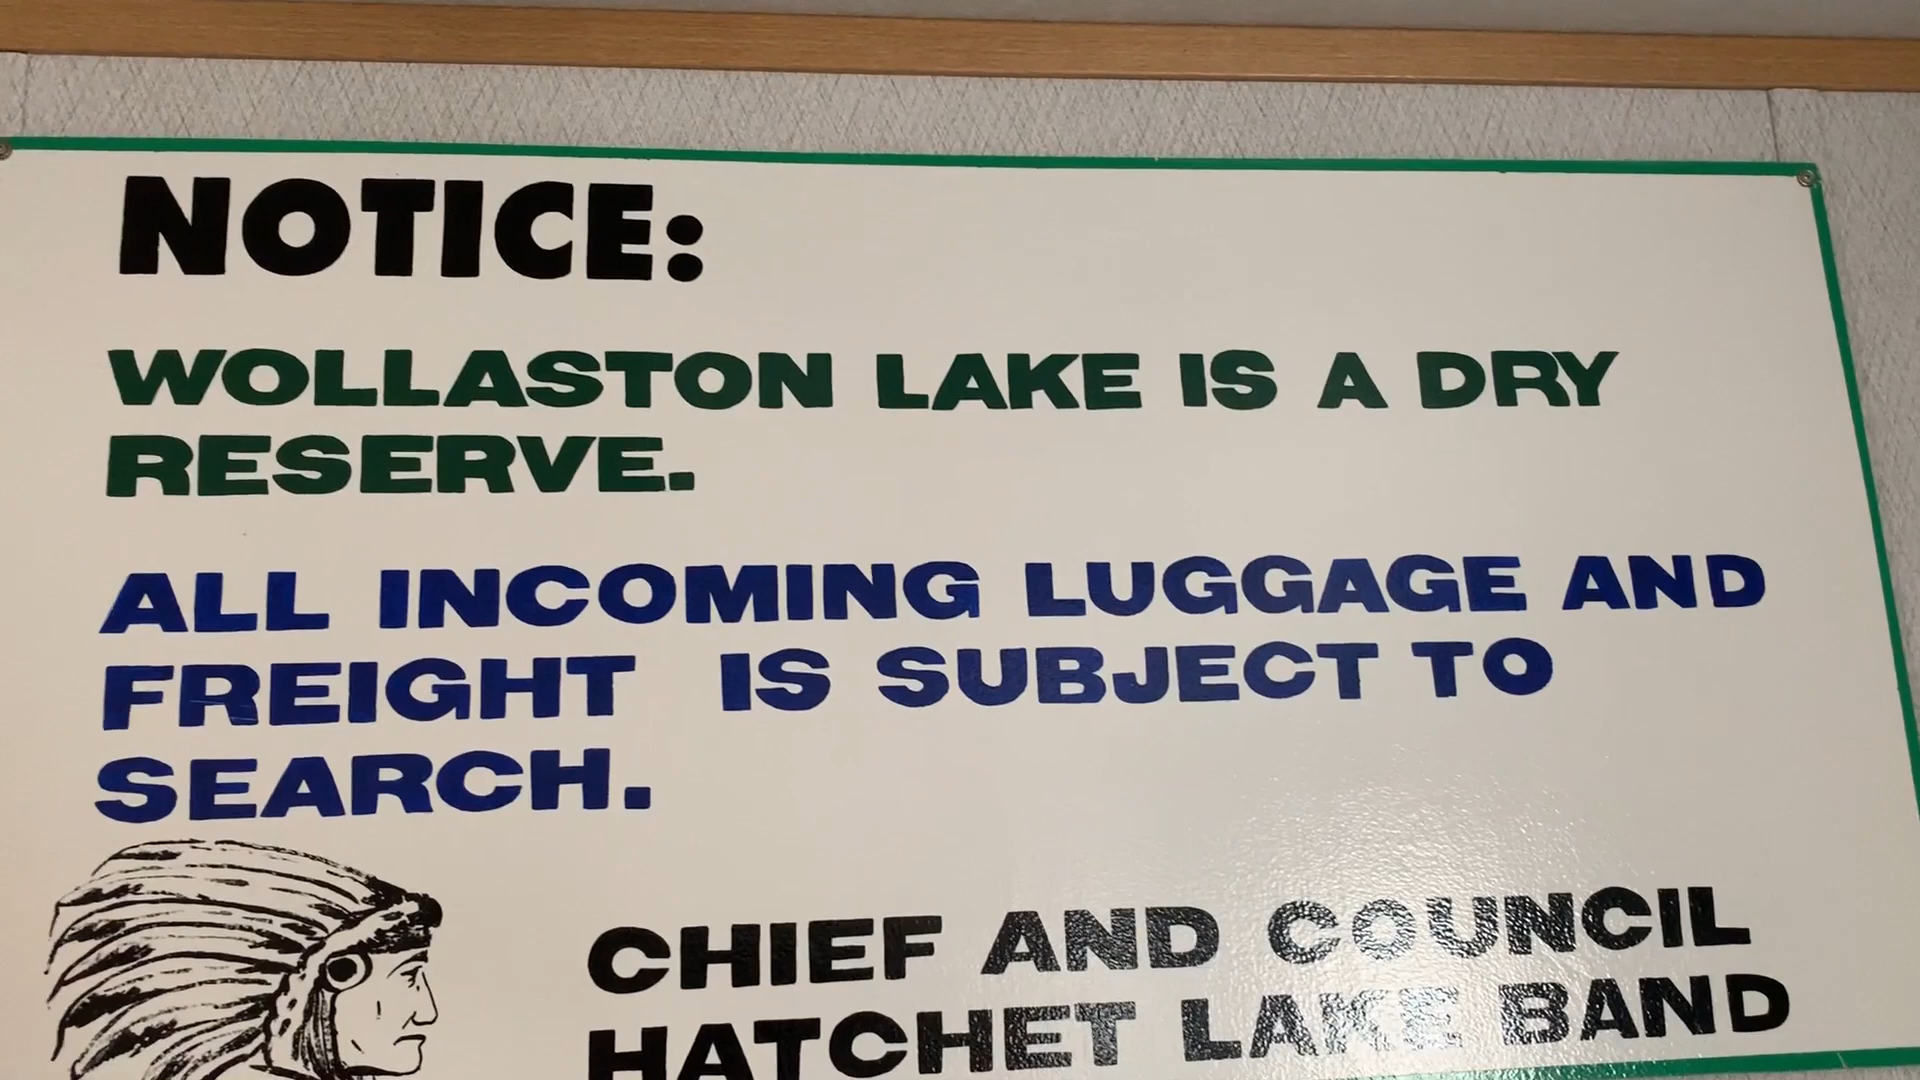 NOTICE:
WOLLASTON LAKE IS A DRY
RESERVE.
ALL INCOMING LUGGAGE AND
FREIGHT IS SUBJECT TO
SEARCH.
CHIEF AND COUNCIL
HATCHET LAKE BAND